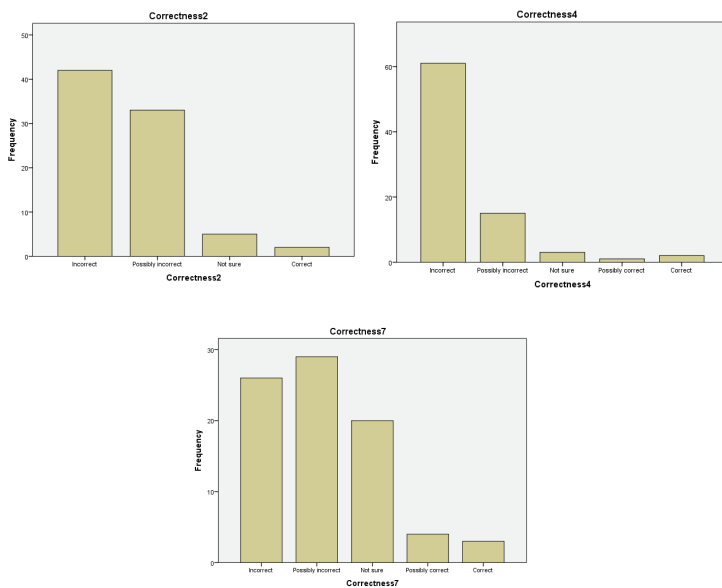 Correctness2
50
40
30
20
10
0
Frequency
Incorrect Possibly incorrect Not sure Correct
Correctness2
Correctness4
60
40
20
0
Frequency
Incorrect Possibly incorrect Not sure Possibly correct Correct
Correctness4
Correctness7
30
20
10
0
Frequency
Incorrect Possibly incorrect Not sure Possibly correct Correct
Correctness7